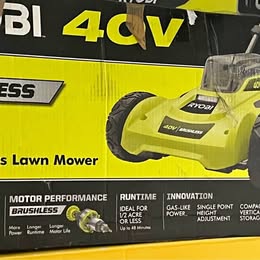 RYOBI
OBI 40V
ESS
RYOBI
40V BRUSHLESS
s Lawn Mower
MOTOR PERFORMANCE
BRUSHLESS
More Power
Longer Runtime
Longer Motor Life
RUNTIME
IDEAL FOR
1/2 ACRE
OR LESS
Up to 48 Minutes
INNOVATION
GAS-LIKE
POWER
SINGLE POINT
HEIGHT
ADJUSTMENT
COMPA
VERTICA
STORAG